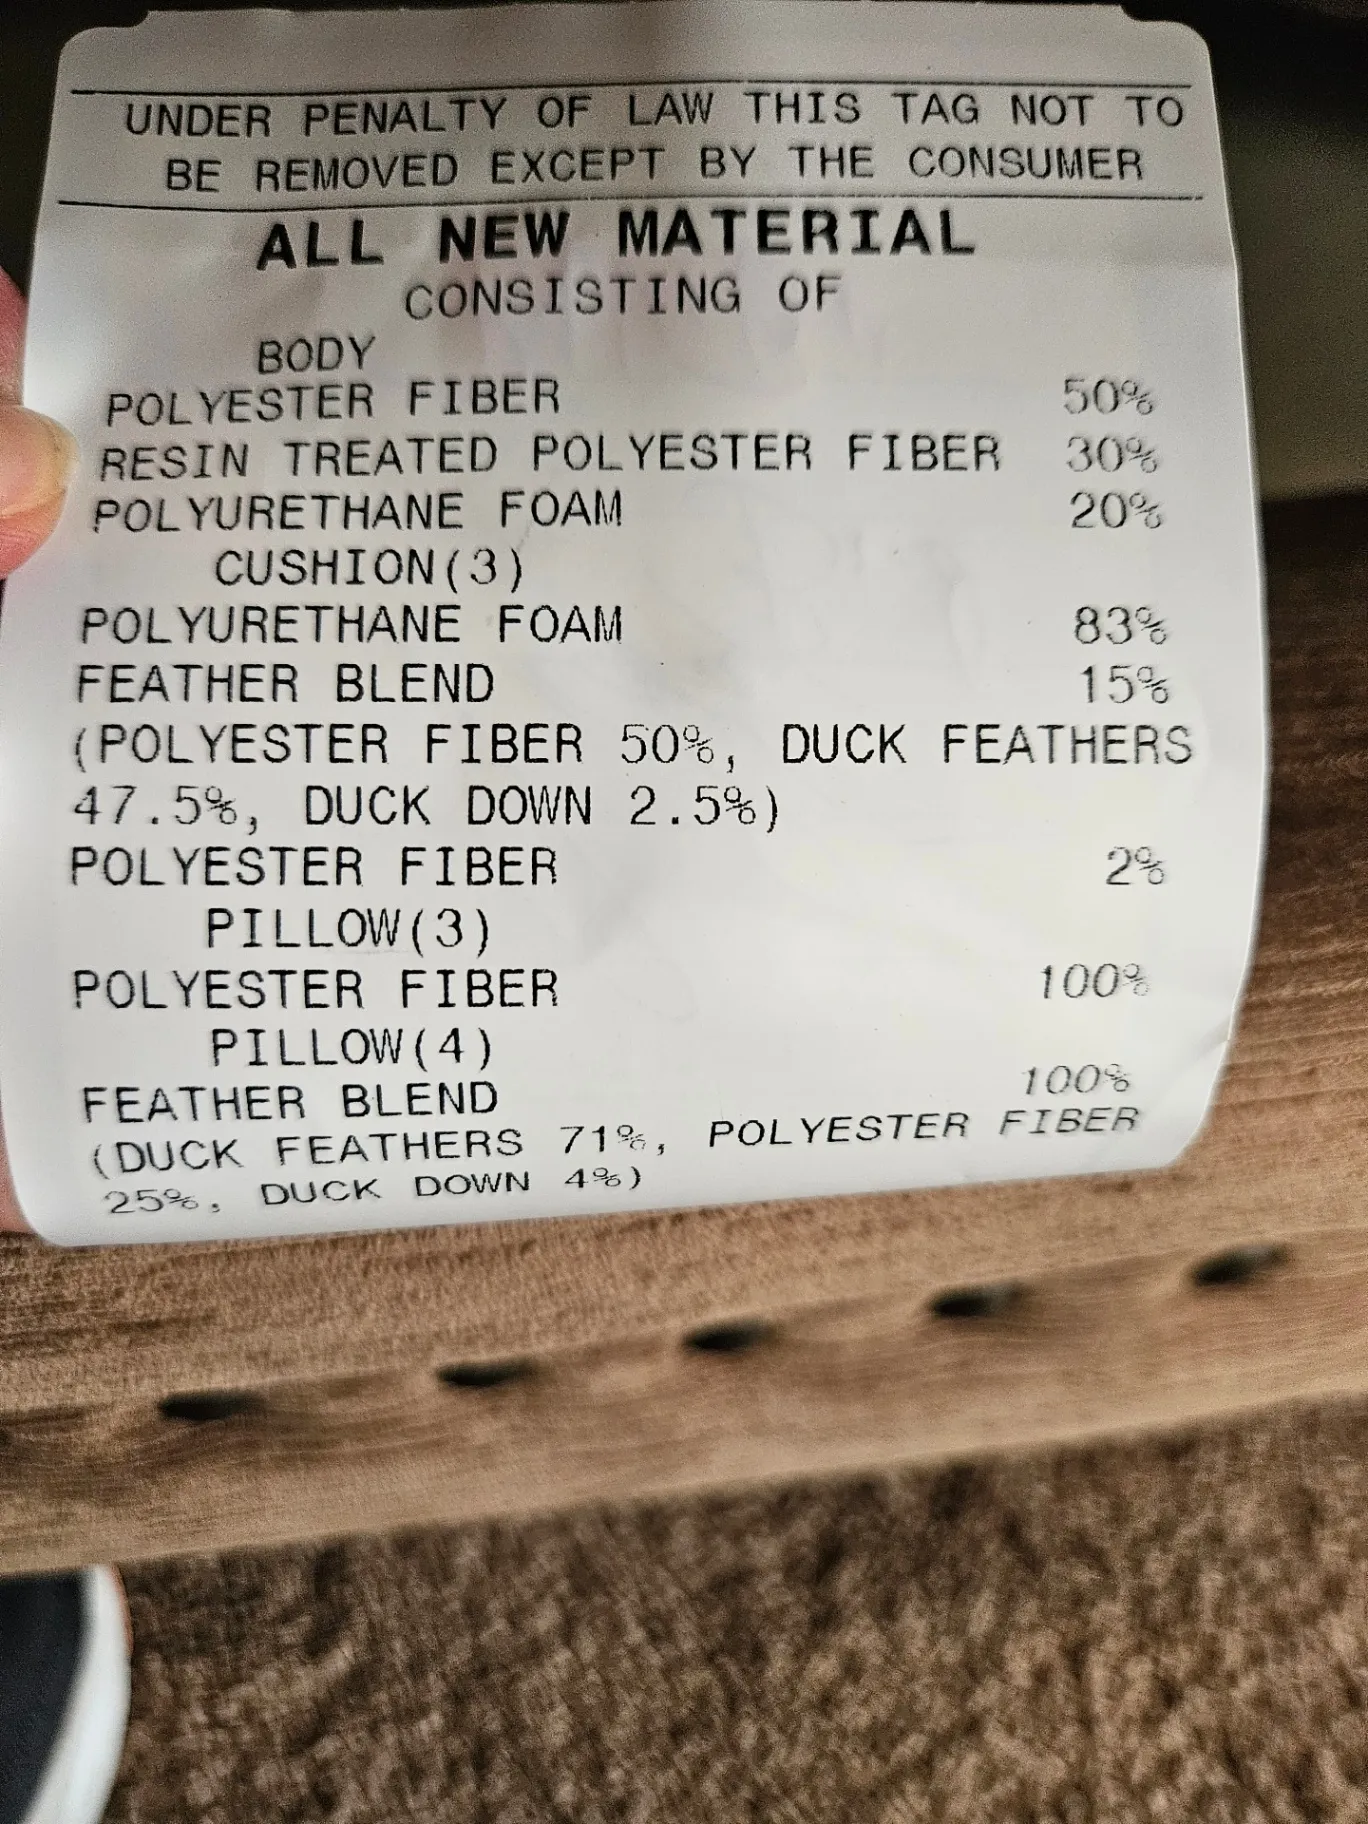 UNDER PENALTY OF LAW THIS TAG NOT TO
BE REMOVED EXCEPT BY THE CONSUMER
ALL NEW MATERIAL
CONSISTING OF
BODY
POLYESTER FIBER 50%
RESIN TREATED POLYESTER FIBER 30%
POLYURETHANE FOAM 20%
CUSHION(3)
POLYURETHANE FOAM 83%
FEATHER BLEND 15%
(POLYESTER FIBER 50%, DUCK FEATHERS
47.5%, DUCK DOWN 2.5%)
POLYESTER FIBER 2%
PILLOW(3)
POLYESTER FIBER 100%
PILLOW(4)
FEATHER BLEND 100%
(DUCK FEATHERS 71%, POLYESTER FIBER
25%, DUCK DOWN 4%)